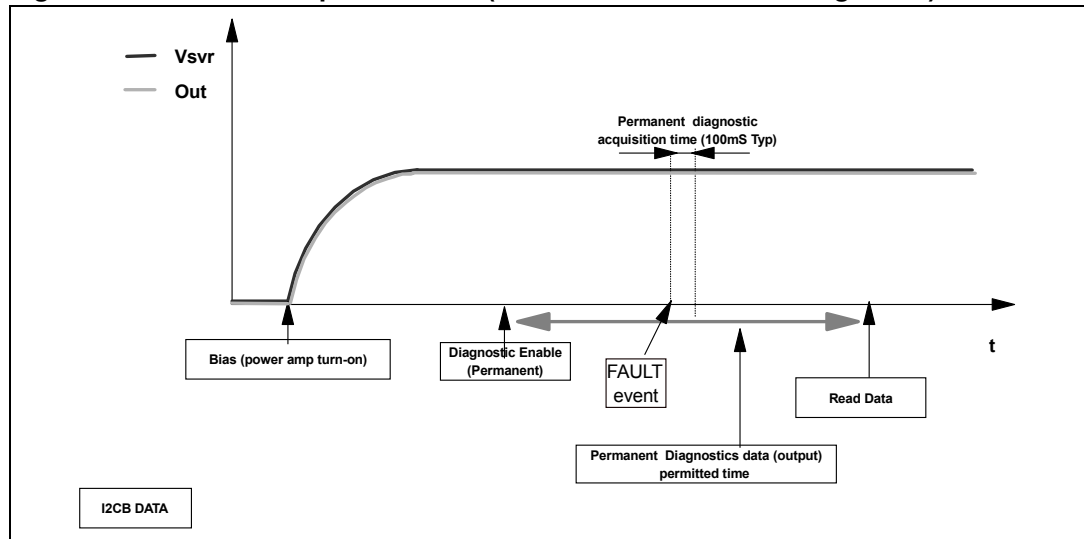 Vsvr
Out
Permanent diagnostic
acquisition time (100mS Typ)
Bias (power amp turn-on)
Diagnostic Enable
(Permanent)
FAULT
event
t
Read Data
Permanent Diagnostics data (output)
permitted time
I2CB DATA